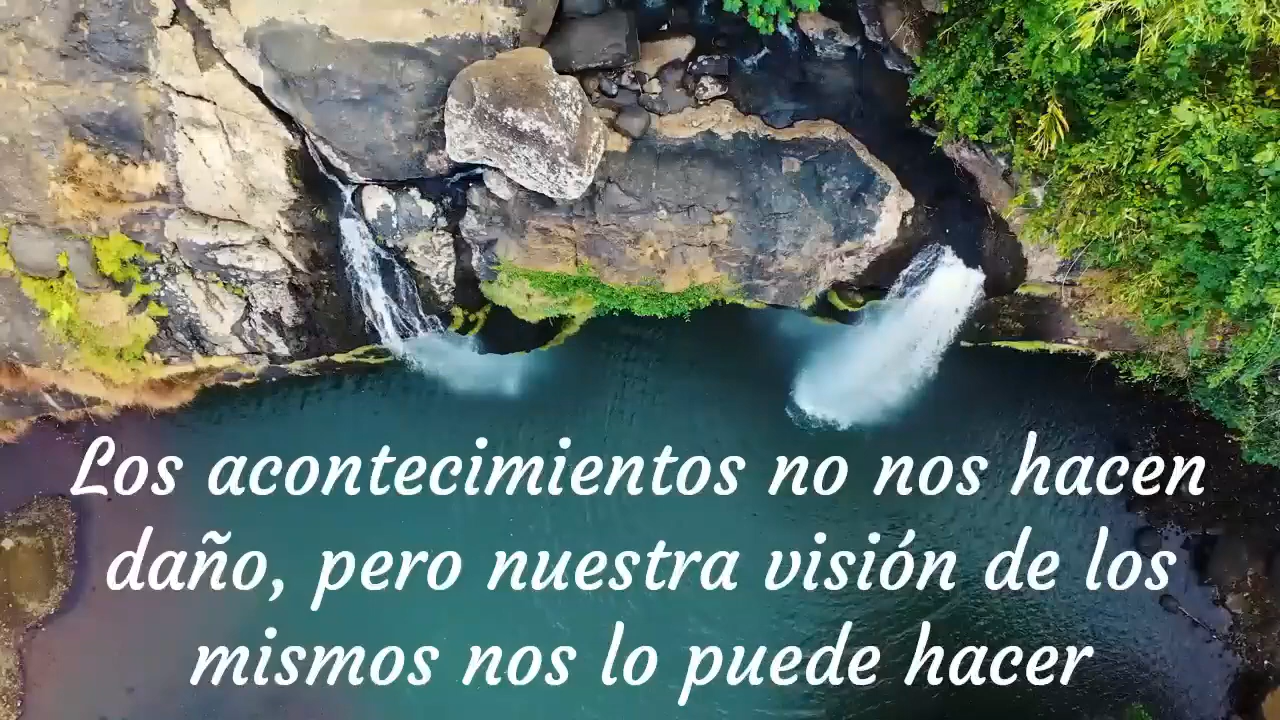 Los acontecimientos no nos hacen
daño, pero nuestra visión de los
mismos nos lo puede hacer